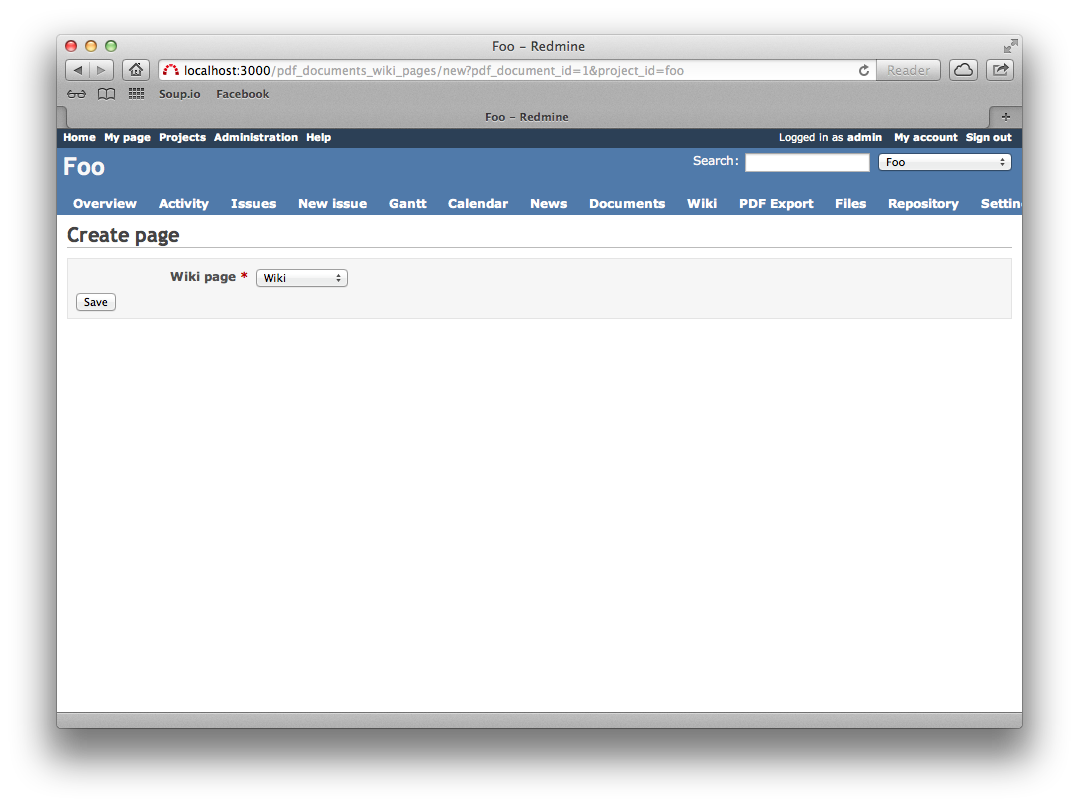 Foo – Redmine
localhost:3000/pdf_documents_wiki_pages/new?pdf_document_id=1&project_id=foo Reader
Soup.io Facebook
Foo – Redmine +
Home My page Projects Administration Help Logged in as admin My account Sign out
Foo Search: Foo
Overview Activity Issues New issue Gantt Calendar News Documents Wiki PDF Export Files Repository Settin
Create page
Wiki page * Wiki
Save